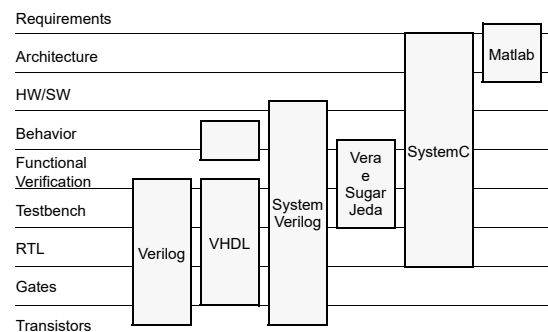 Requirements
Architecture
HW/SW
Behavior
Functional
Verification
Testbench
RTL
Gates
Transistors
Verilog
VHDL
System
Verilog
Vera
e
Sugar
Jeda
SystemC
Matlab